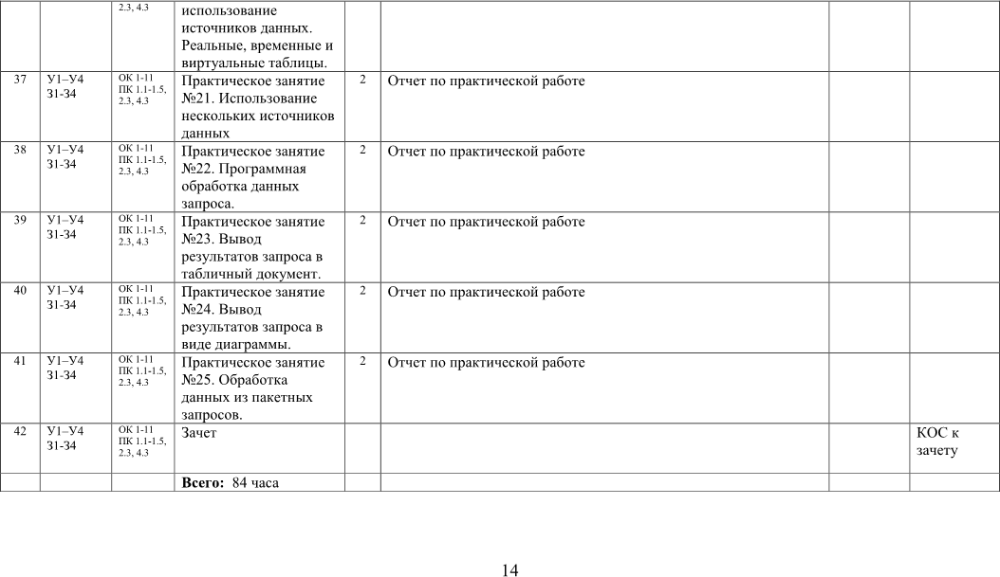 2.3, 4.3 использование
источников данных.
Реальные, временные и
виртуальные таблицы.
37 У1–У4 ОК 1-11 Практическое занятие 2 Отчет по практической работе
З1-З4 ПК 1.1-1.5, №21. Использование
2.3, 4.3 нескольких источников
данных
38 У1–У4 ОК 1-11 Практическое занятие 2 Отчет по практической работе
З1-З4 ПК 1.1-1.5, №22. Программная
2.3, 4.3 обработка данных
запроса.
39 У1–У4 ОК 1-11 Практическое занятие 2 Отчет по практической работе
З1-З4 ПК 1.1-1.5, №23. Вывод
2.3, 4.3 результатов запроса в
табличный документ.
40 У1–У4 ОК 1-11 Практическое занятие 2 Отчет по практической работе
З1-З4 ПК 1.1-1.5, №24. Вывод
2.3, 4.3 результатов запроса в
виде диаграммы.
41 У1–У4 ОК 1-11 Практическое занятие 2 Отчет по практической работе
З1-З4 ПК 1.1-1.5, №25. Обработка
2.3, 4.3 данных из пакетных
запросов.
42 У1–У4 ОК 1-11 Зачет КОС к
З1-З4 ПК 1.1-1.5, зачету
2.3, 4.3
Всего: 84 часа
14